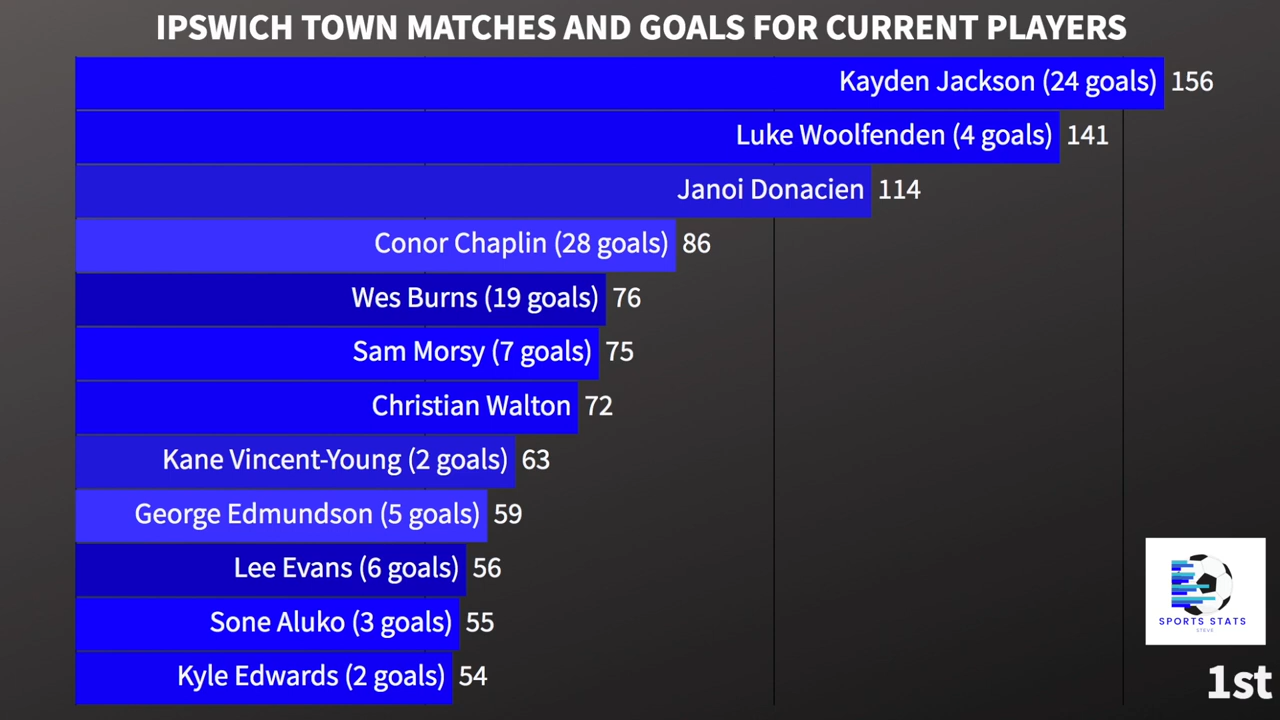 IPSWICH TOWN MATCHES AND GOALS FOR CURRENT PLAYERS
Kayden Jackson (24 goals) 156
Luke Woolfenden (4 goals) 141
Janoi Donacien 114
Conor Chaplin (28 goals) 86
Wes Burns (19 goals) 76
Sam Morsy (7 goals) 75
Christian Walton 72
Kane Vincent-Young (2 goals) 63
George Edmundson (5 goals) 59
Lee Evans (6 goals) 56
Sone Aluko (3 goals) 55
Kyle Edwards (2 goals) 54
SPORTS STATS
STEVE
1st